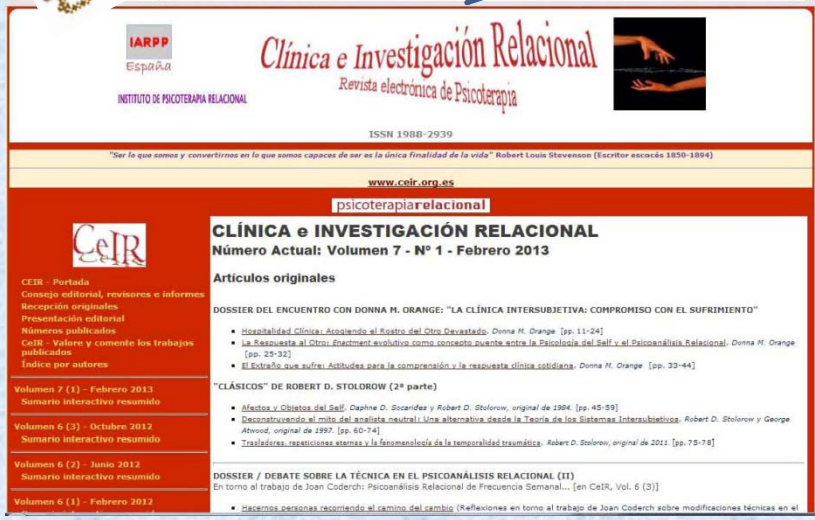 IARPP
España
INSTITUTO DE PSICOTERAPIA RELACIONAL
Clínica e Investigación Relacional
Revista electrónica de Psicoterapia
ISSN 1988-2939
"Ser lo que somos y convertirnos en lo que somos capaces de ser es la única finalidad de la vida" Robert Louis Stevenson (Escritor escocés 1850-1894)
www.ceir.org.es
psicoterapiarelacional
CeIR
CEIR - Portada
Consejo editorial, revisores e informes
Recepción originales
Presentación editorial
Números publicados
CeIR - Valore y comente los trabajos
publicados
Índice por autores
Volumen 7 (1) - Febrero 2013
Sumario interactivo resumido
Volumen 6 (3) - Octubre 2012
Sumario interactivo resumido
Volumen 6 (2) - Junio 2012
Sumario interactivo resumido
Volumen 6 (1) - Febrero 2012
CLÍNICA e INVESTIGACIÓN RELACIONAL
Número Actual: Volumen 7 - Nº 1 - Febrero 2013
Artículos originales
DOSSIER DEL ENCUENTRO CON DONNA M. ORANGE: "LA CLÍNICA INTERSUBJETIVA: COMPROMISO CON EL SUFRIMIENTO"
Hospitalidad Clínica: Acogiendo el Rostro del Otro Devastado. Donna M. Orange [pp. 11-24]
La Respuesta al Otro: Enactment evolutivo como concepto puente entre la Psicología del Self y el Psicoanálisis Relacional. Donna M. Orange
[pp. 25-32]
El Extraño que sufre: Actitudes para la comprensión y la respuesta clínica cotidiana. Donna M. Orange [pp. 33-44]
"CLÁSICOS" DE ROBERT D. STOLOROW (2ª parte)
Afectos y Objetos del Self. Daphne D. Socarides y Robert D. Stolorow, original de 1984. [pp. 45-59]
Deconstruyendo el mito del analista neutral: Una alternativa desde la Teoría de los Sistemas Intersubjetivos. Robert D. Stolorow y George
Atwood, original de 1997. [pp. 60-74]
Trasladores, repeticiones eternas y la fenomenología de la temporalidad traumática. Robert D. Stolorow, original de 2011. [pp. 75-78]
DOSSIER / DEBATE SOBRE LA TÉCNICA EN EL PSICOANÁLISIS RELACIONAL (II)
En torno al trabajo de Joan Coderch: Psicoanálisis Relacional de Frecuencia Semanal... [en CeIR, Vol. 6 (3)]
Hacernos personas recorriendo el camino del cambio (Reflexiones en torno al trabajo de Joan Coderch sobre modificaciones técnicas en el